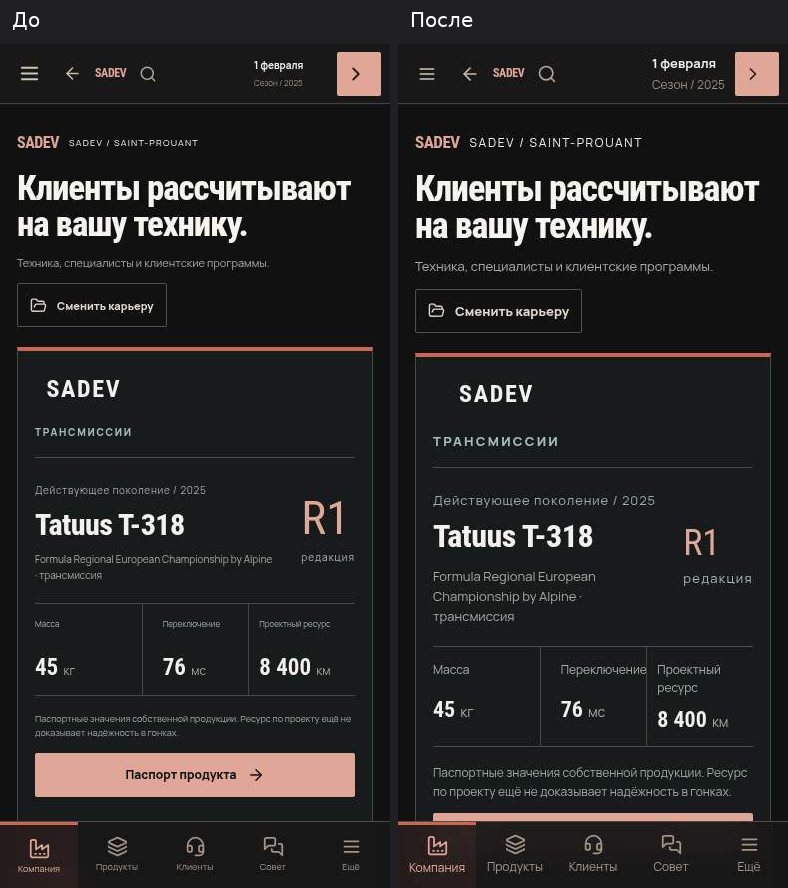 До
SADEV
1 февраля
Сезон / 2025
SADEV SADEV / SAINT-PROUANT
Клиенты рассчитывают
на вашу технику.
Техника, специалисты и клиентские программы.
Сменить карьеру
SADEV
ТРАНСМИССИИ
Действующее поколение / 2025
Tatuus T-318
R1
Formula Regional European Championship by Alpine
· трансмиссия
редакция
Масса Переключение Проектный ресурс
45 кг 76 мс 8 400 км
Паспортные значения собственной продукции. Ресурс по проекту ещё не
доказывает надёжность в гонках.
Паспорт продукта
Компания Продукты Клиенты Совет Ещё
После
SADEV
1 февраля
Сезон / 2025
SADEV SADEV / SAINT-PROUANT
Клиенты рассчитывают
на вашу технику.
Техника, специалисты и клиентские программы.
Сменить карьеру
SADEV
ТРАНСМИССИИ
Действующее поколение / 2025
Tatuus T-318
R1
Formula Regional European
Championship by Alpine ·
трансмиссия
редакция
Масса Переключение Проектный
ресурс
45 кг 76 мс 8 400 км
Паспортные значения собственной продукции. Ресурс
по проекту ещё не доказывает надёжность в гонках.
Компания Продукты Клиенты Совет Ещё